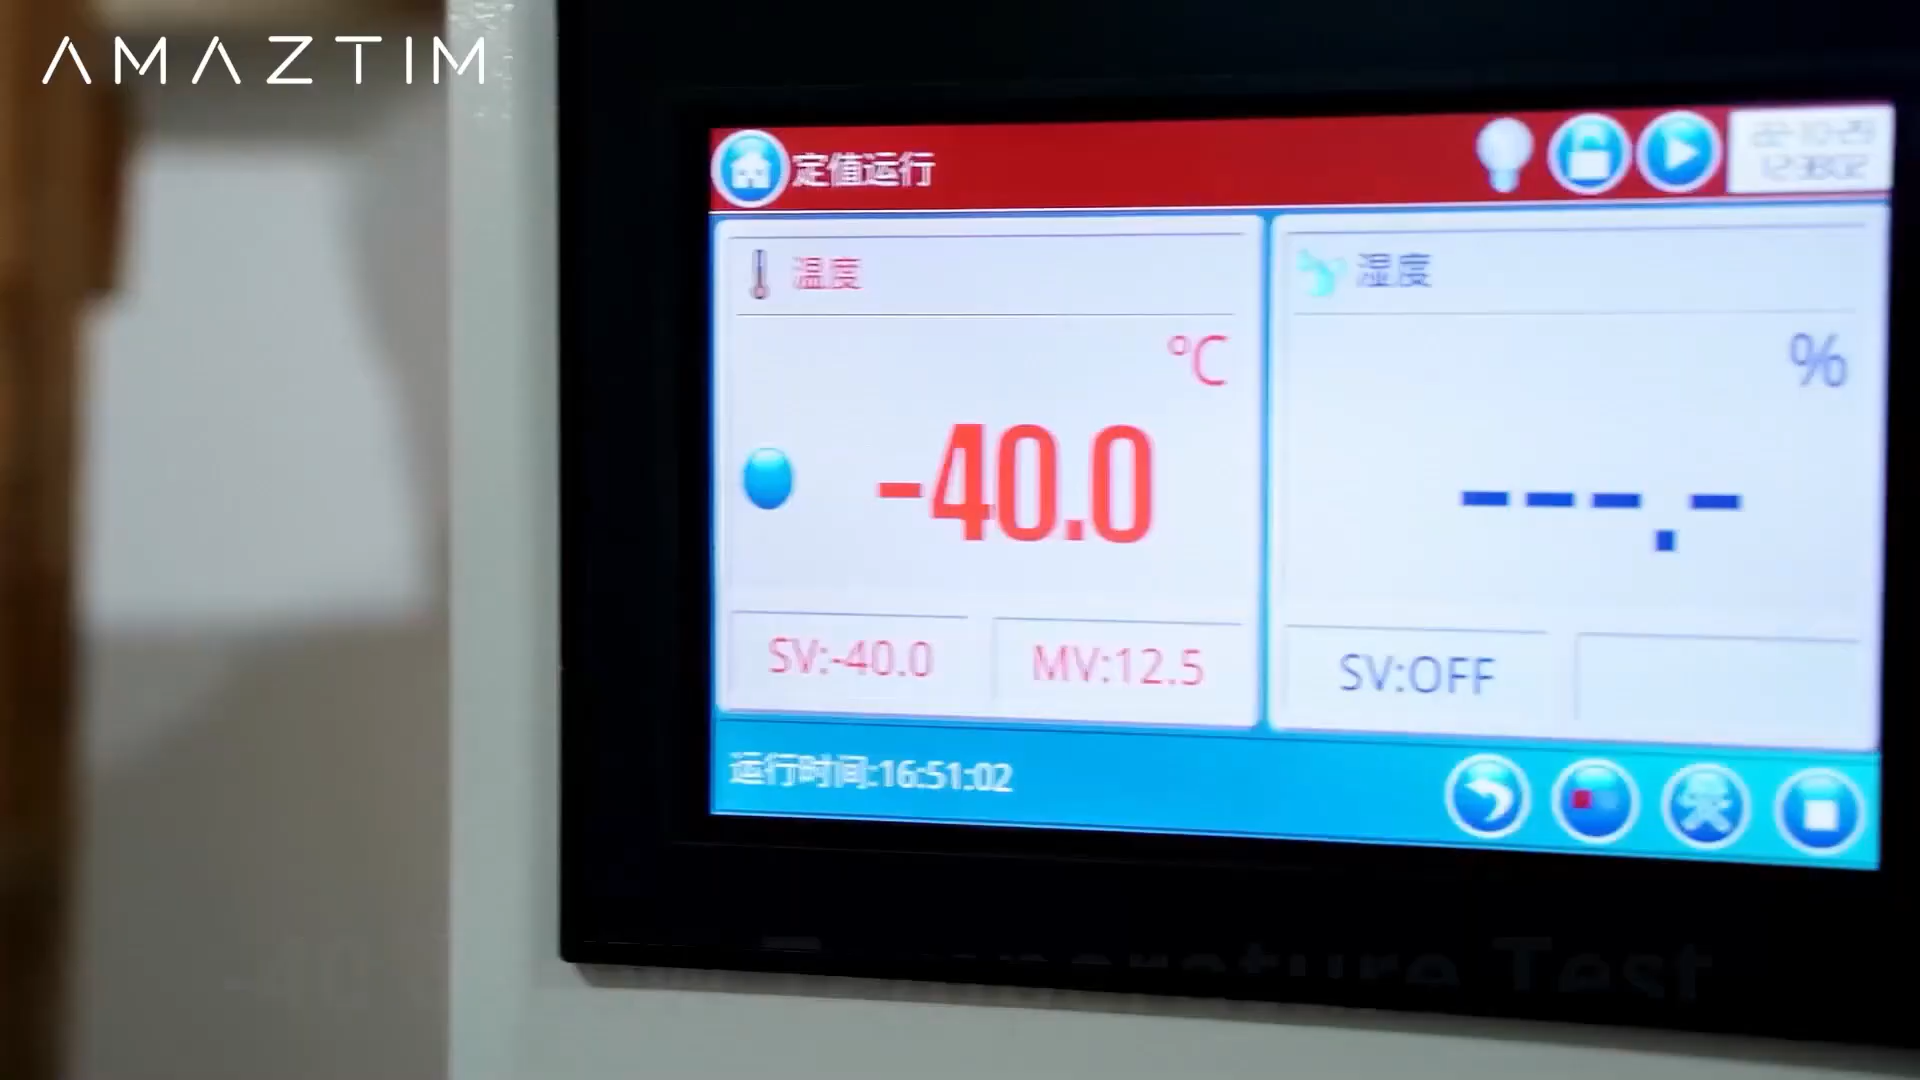 AMAZTIM
定值运行
温度
湿度
℃
%
-40.0
---.-
SV:-40.0
MV:12.5
SV:OFF
运行时间:16:51:02